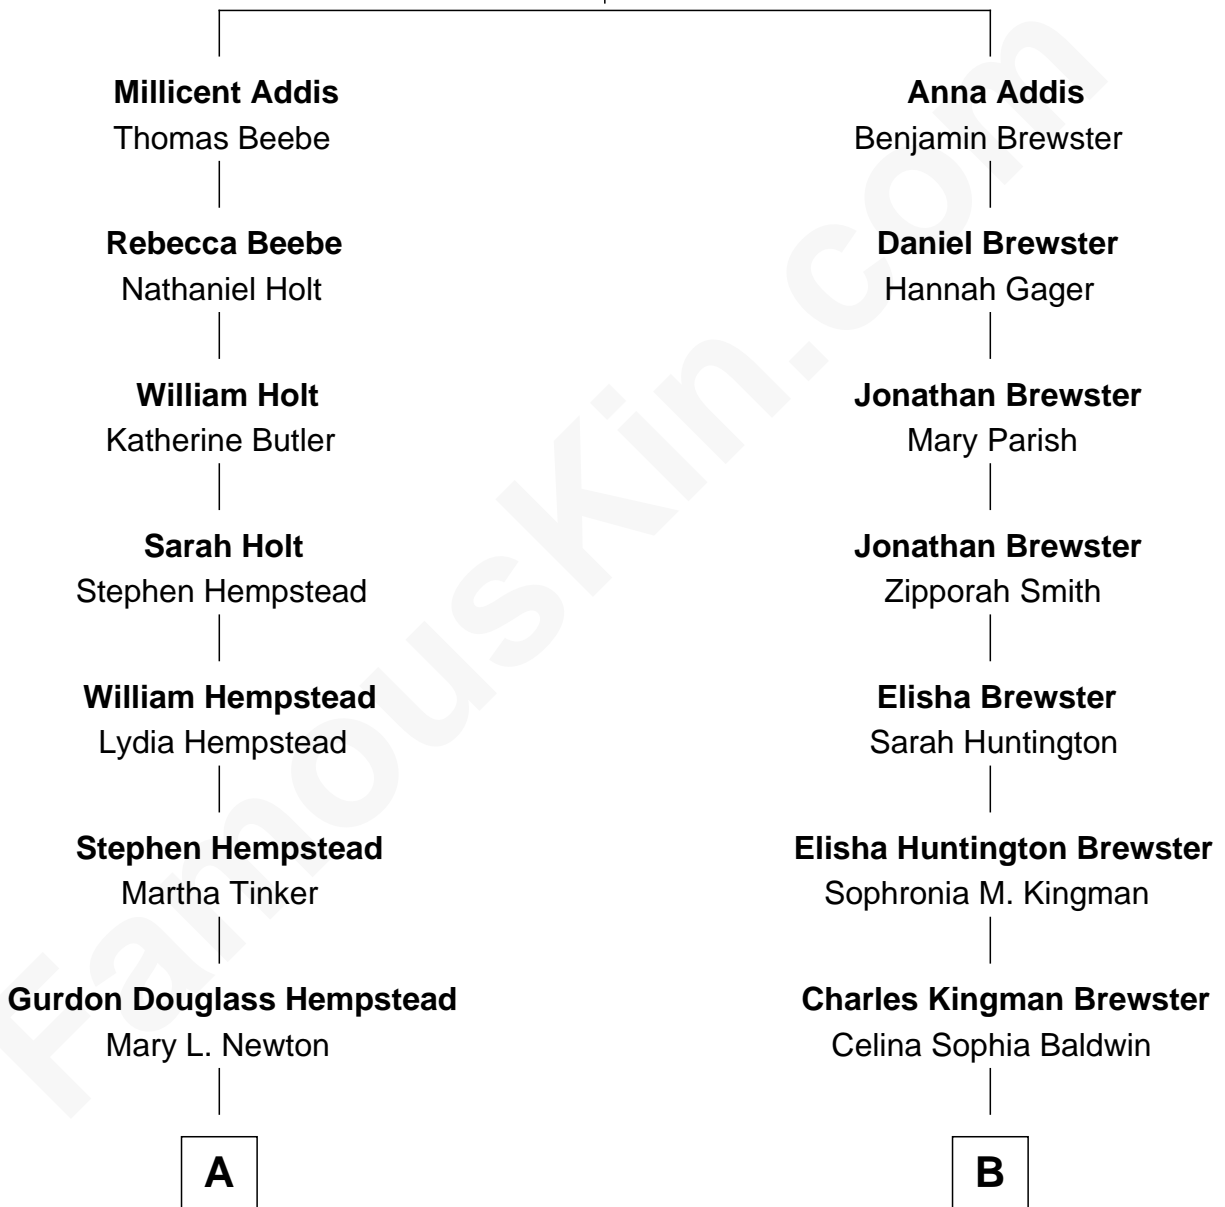 Millicent Addis
Thomas Beebe
Rebecca Beebe
Nathaniel Holt
William Holt
Katherine Butler
Sarah Holt
Stephen Hempstead
William Hempstead
Lydia Hempstead
Stephen Hempstead
Martha Tinker
Gurdon Douglass Hempstead
Mary L. Newton
A
Anna Addis
Benjamin Brewster
Daniel Brewster
Hannah Gager
Jonathan Brewster
Mary Parish
Jonathan Brewster
Zipporah Smith
Elisha Brewster
Sarah Huntington
Elisha Huntington Brewster
Sophronia M. Kingman
Charles Kingman Brewster
Celina Sophia Baldwin
B
FamousKin.com